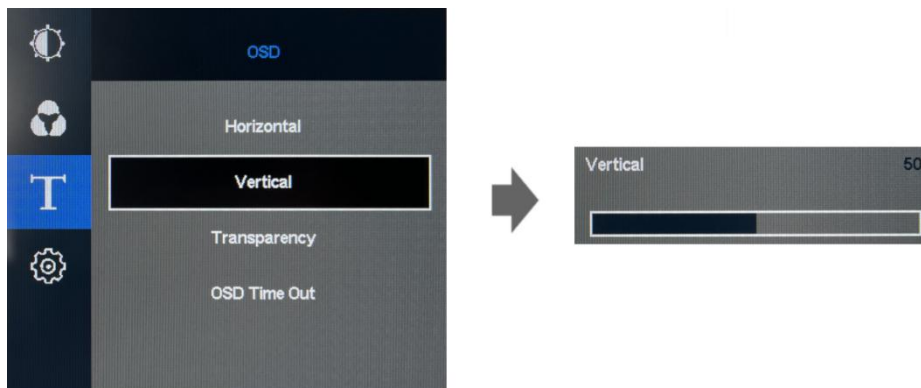 OSD
Horizontal
Vertical
Transparency
OSD Time Out
Vertical 50